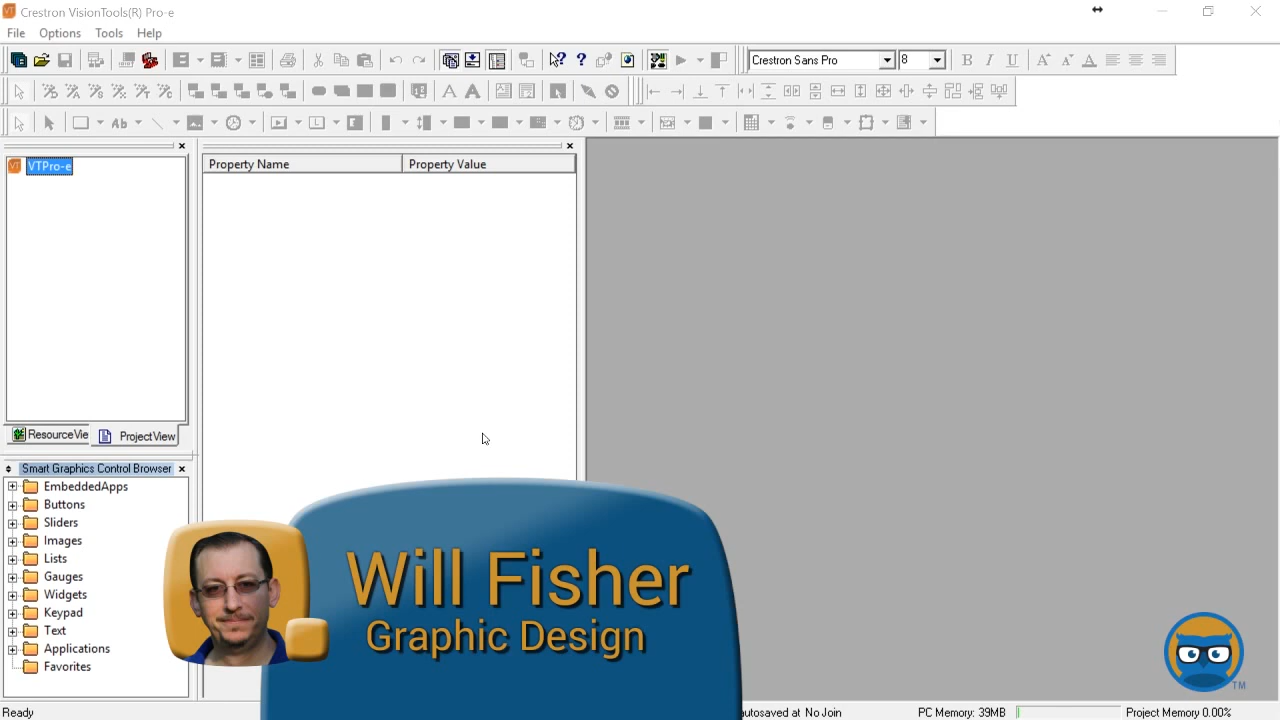 Crestron VisionTools(R) Pro-e
File Options Tools Help
Crestron Sans Pro 8 B I U
Ab
VTPro-e
Property Name Property Value
ResourceVie ProjectView
Smart Graphics Control Browser
EmbeddedApps
Buttons
Sliders
Images
Lists
Gauges
Widgets
Keypad
Text
Applications
Favorites
Will Fisher
Graphic Design
TM
Ready
autosaved at No Join PC Memory: 39MB Project Memory 0.00%